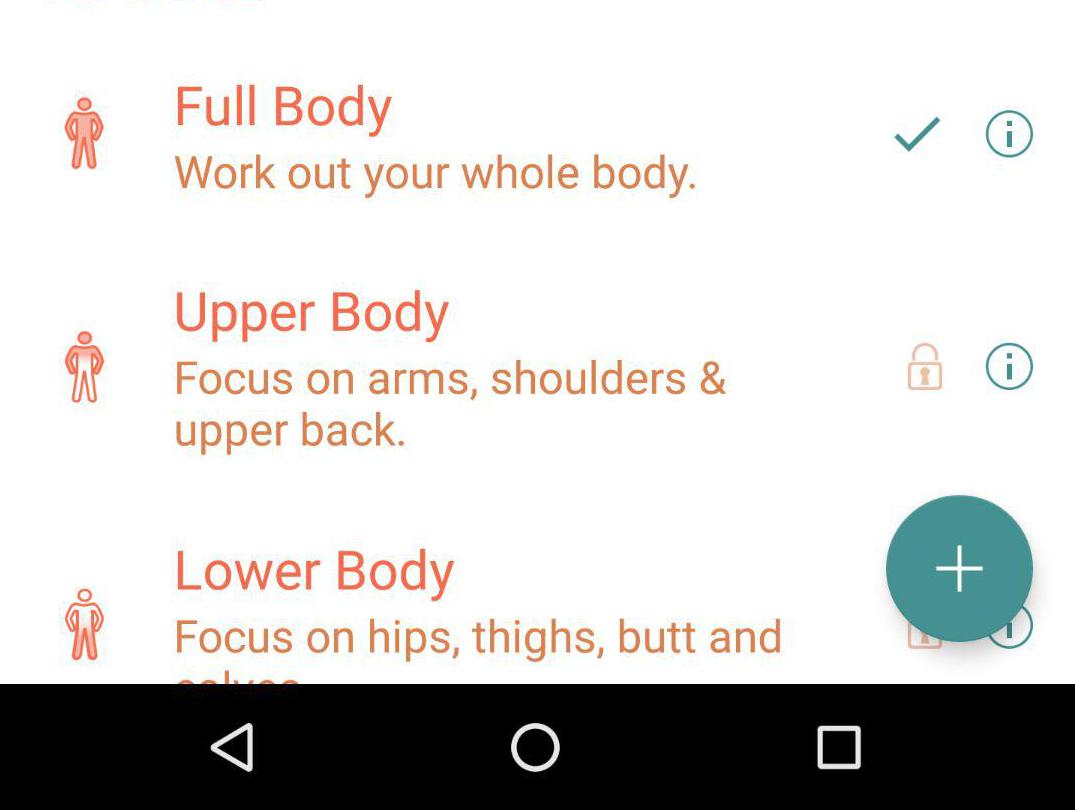 Full Body
Work out your whole body.
Upper Body
Focus on arms, shoulders &
upper back.
Lower Body
Focus on hips, thighs, butt and